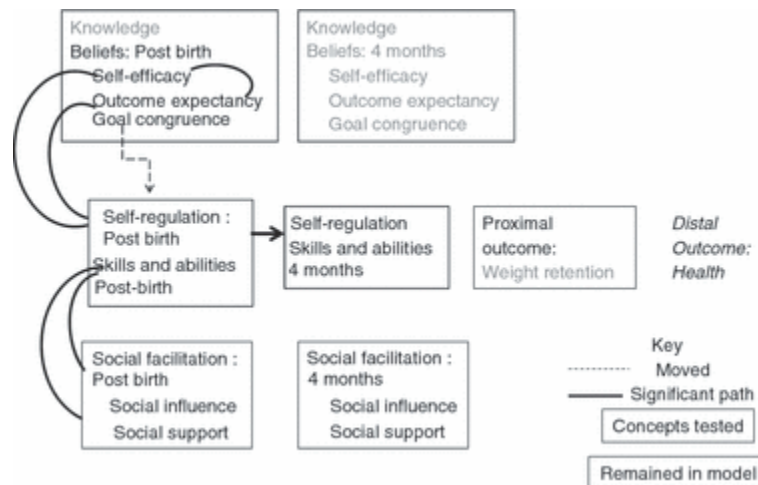 Knowledge
Beliefs: Post birth
Self-efficacy
Outcome expectancy
Goal congruence
Knowledge
Beliefs: 4 months
Self-efficacy
Outcome expectancy
Goal congruence
Self-regulation :
Post birth
Skills and abilities
Post-birth
Self-regulation
Skills and abilities
4 months
Proximal
outcome:
Weight retention
Distal
Outcome:
Health
Social facilitation :
Post birth
Social influence
Social support
Social facilitation :
4 months
Social influence
Social support
Key
Moved
Significant path
Concepts tested
Remained in model